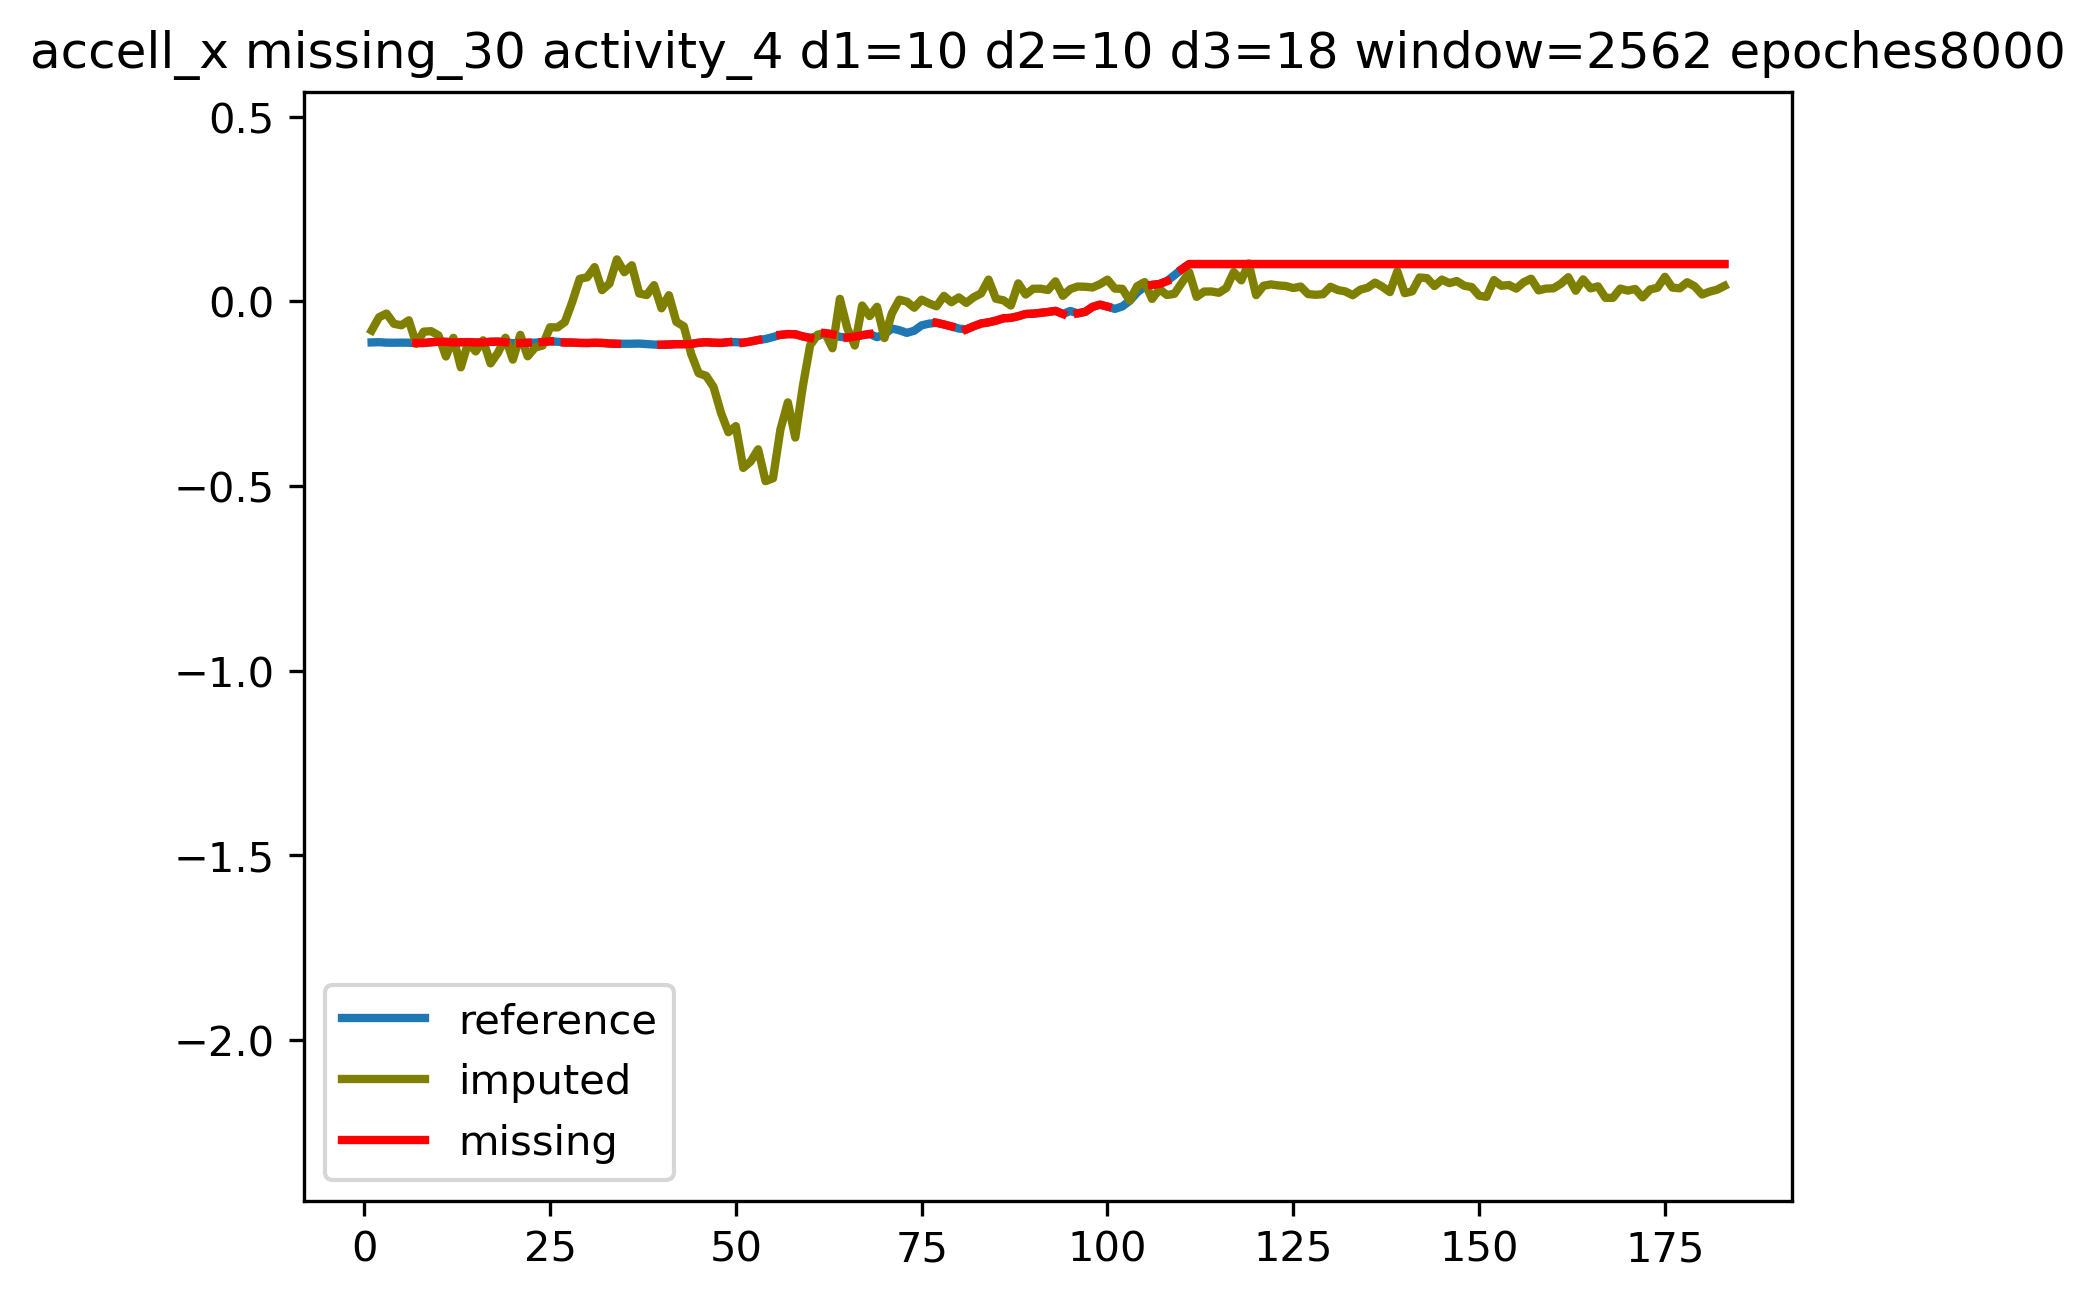 accell_x missing_30 activity_4 d1=10 d2=10 d3=18 window=2562 epoches8000
0.5
0.0
−0.5
−1.0
−1.5
−2.0
reference
imputed
missing
0 25 50 75 100 125 150 175